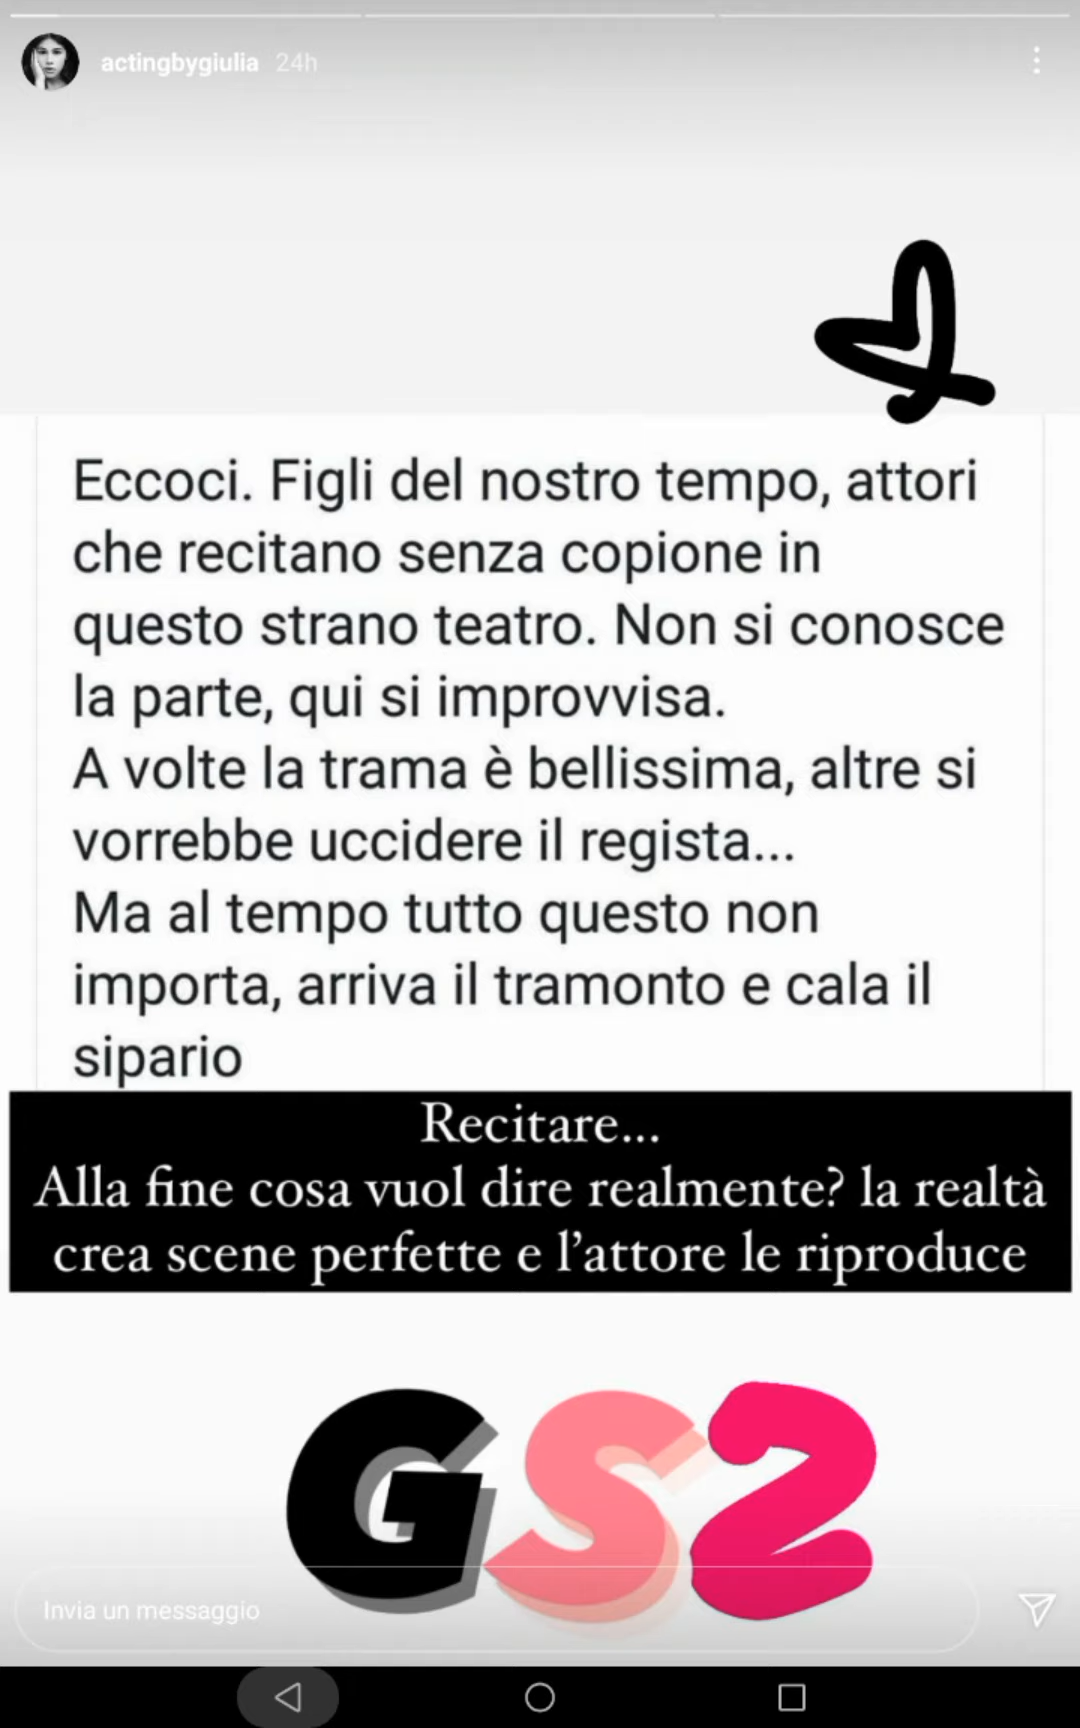 actingbygiulia 24h
Eccoci. Figli del nostro tempo, attori
che recitano senza copione in
questo strano teatro. Non si conosce
la parte, qui si improvvisa.
A volte la trama è bellissima, altre si
vorrebbe uccidere il regista...
Ma al tempo tutto questo non
importa, arriva il tramonto e cala il
sipario
Recitare...
Alla fine cosa vuol dire realmente? la realtà
crea scene perfette e l’attore le riproduce
GS2
Invia un messaggio